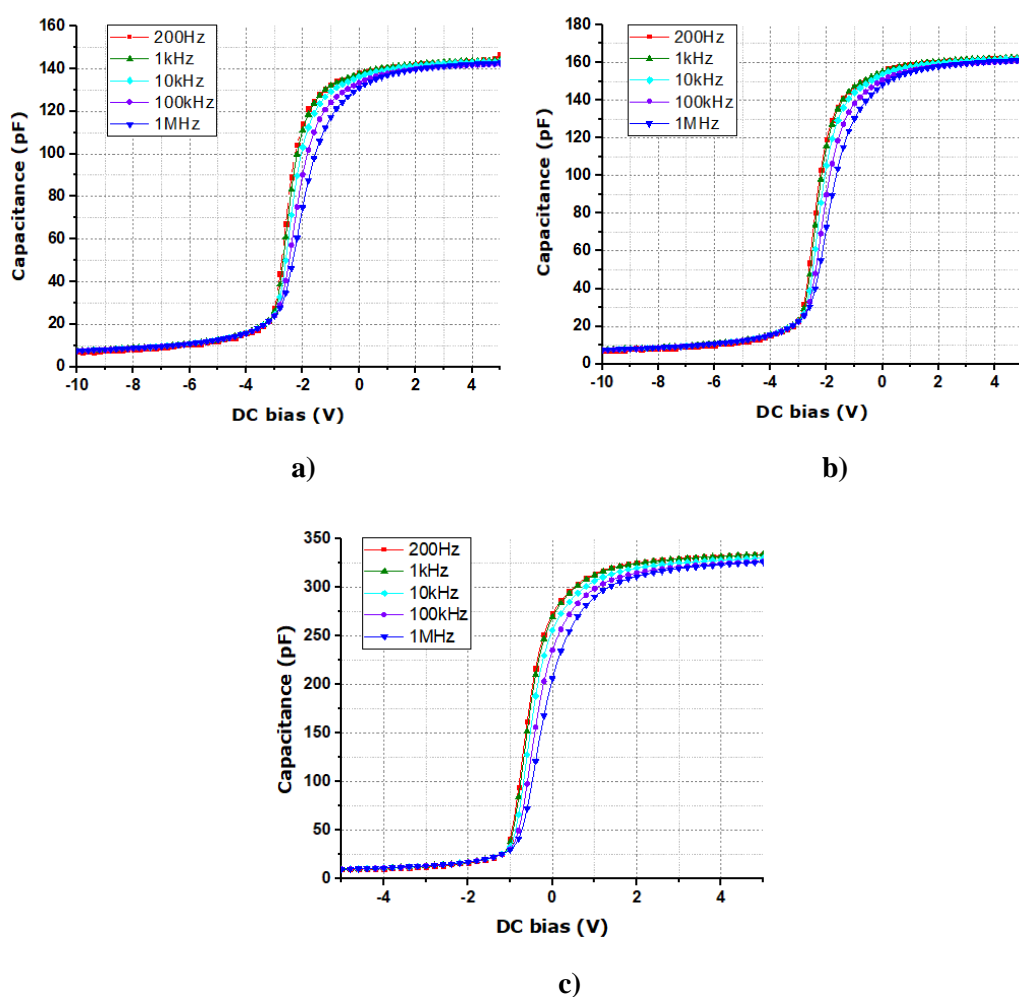 160
140
120
100
80
60
40
20
0
Capacitance (pF)
200Hz
1kHz
10kHz
100kHz
1MHz
-10 -8 -6 -4 -2 0 2 4
DC bias (V)
a)
180
160
140
120
100
80
60
40
20
0
Capacitance (pF)
200Hz
1kHz
10kHz
100kHz
1MHz
-10 -8 -6 -4 -2 0 2 4
DC bias (V)
b)
350
300
250
200
150
100
50
0
Capacitance (pF)
200Hz
1kHz
10kHz
100kHz
1MHz
-4 -2 0 2 4
DC bias (V)
c)